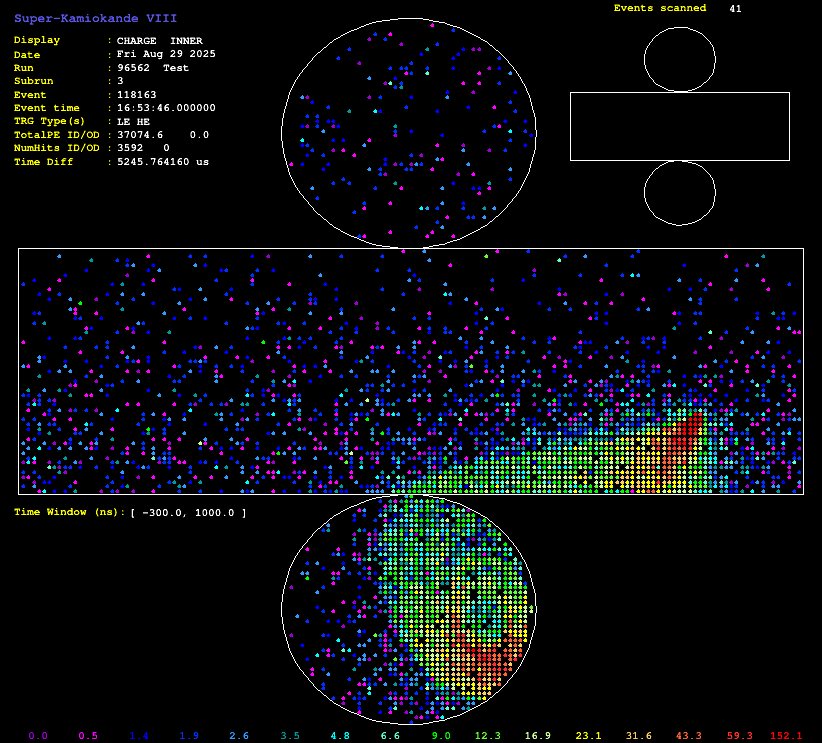 Super-Kamiokande VIII
Events scanned 41
Display : CHARGE INNER
Date : Fri Aug 29 2025
Run : 96562 Test
Subrun : 3
Event : 118163
Event time : 16:53:46.000000
TRG Type(s) : LE HE
TotalPE ID/OD : 37074.6 0.0
NumHits ID/OD : 3592 0
Time Diff : 5245.764160 us
Time Window (ns): [ -300.0, 1000.0 ]
0.0 0.5 1.4 1.9 2.6 3.5 4.8 6.6 9.0 12.3 16.9 23.1 31.6 43.3 59.3 152.1